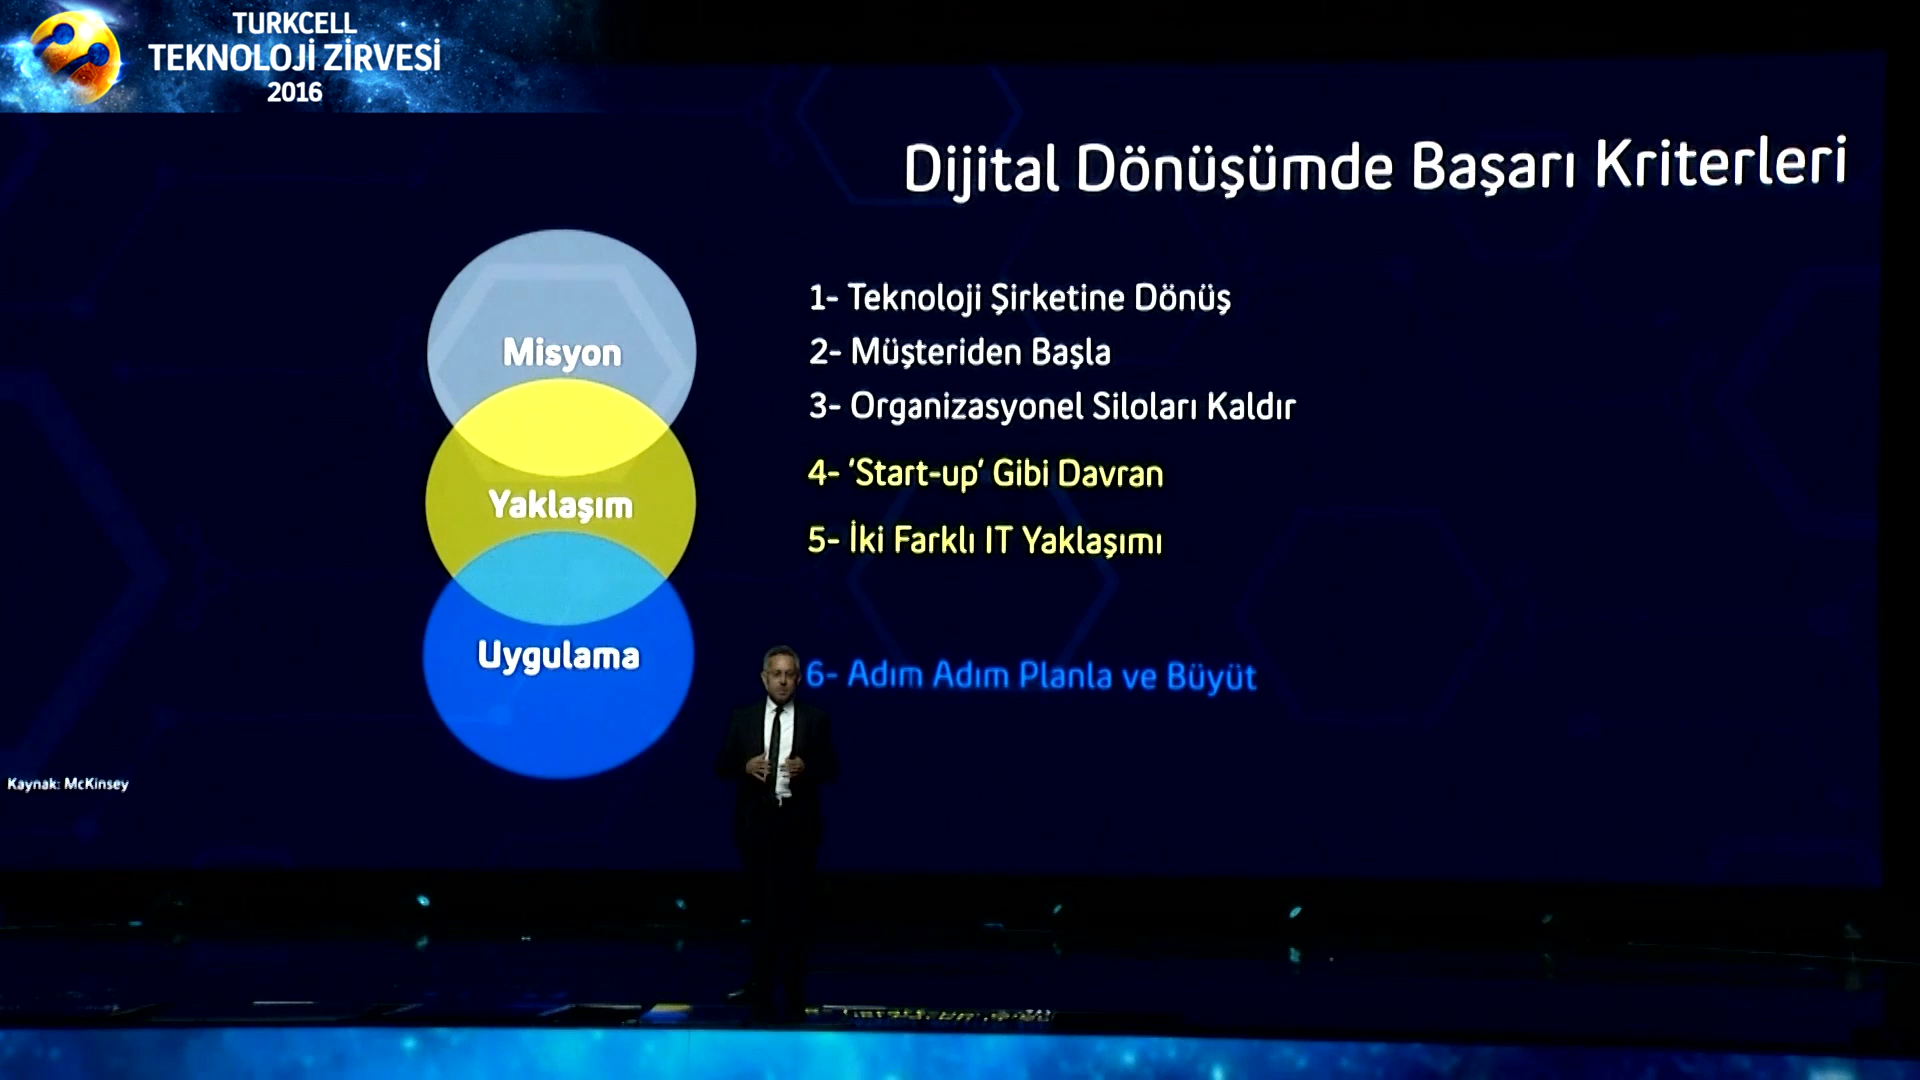 TURKCELL
TEKNOLOJİ ZİRVESİ
2016
Dijital Dönüşümde Başarı Kriterleri
Misyon
Yaklaşım
Uygulama
1- Teknoloji Şirketine Dönüş
2- Müşteriden Başla
3- Organizasyonel Siloları Kaldır
4- ‘Start-up’ Gibi Davran
5- İki Farklı IT Yaklaşımı
6- Adım Adım Planla ve Büyüt
Kaynak: McKinsey